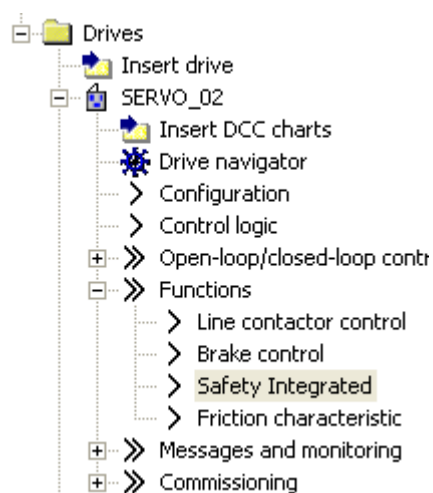 Drives
Insert drive
SERVO_02
Insert DCC charts
Drive navigator
Configuration
Control logic
Open-loop/closed-loop contr
Functions
Line contactor control
Brake control
Safety Integrated
Friction characteristic
Messages and monitoring
Commissioning